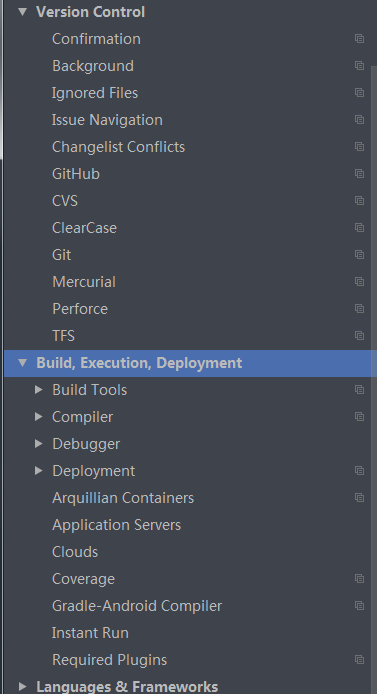 Version Control
Confirmation
Background
Ignored Files
Issue Navigation
Changelist Conflicts
GitHub
CVS
ClearCase
Git
Mercurial
Perforce
TFS
Build, Execution, Deployment
Build Tools
Compiler
Debugger
Deployment
Arquillian Containers
Application Servers
Clouds
Coverage
Gradle-Android Compiler
Instant Run
Required Plugins
Languages & Frameworks